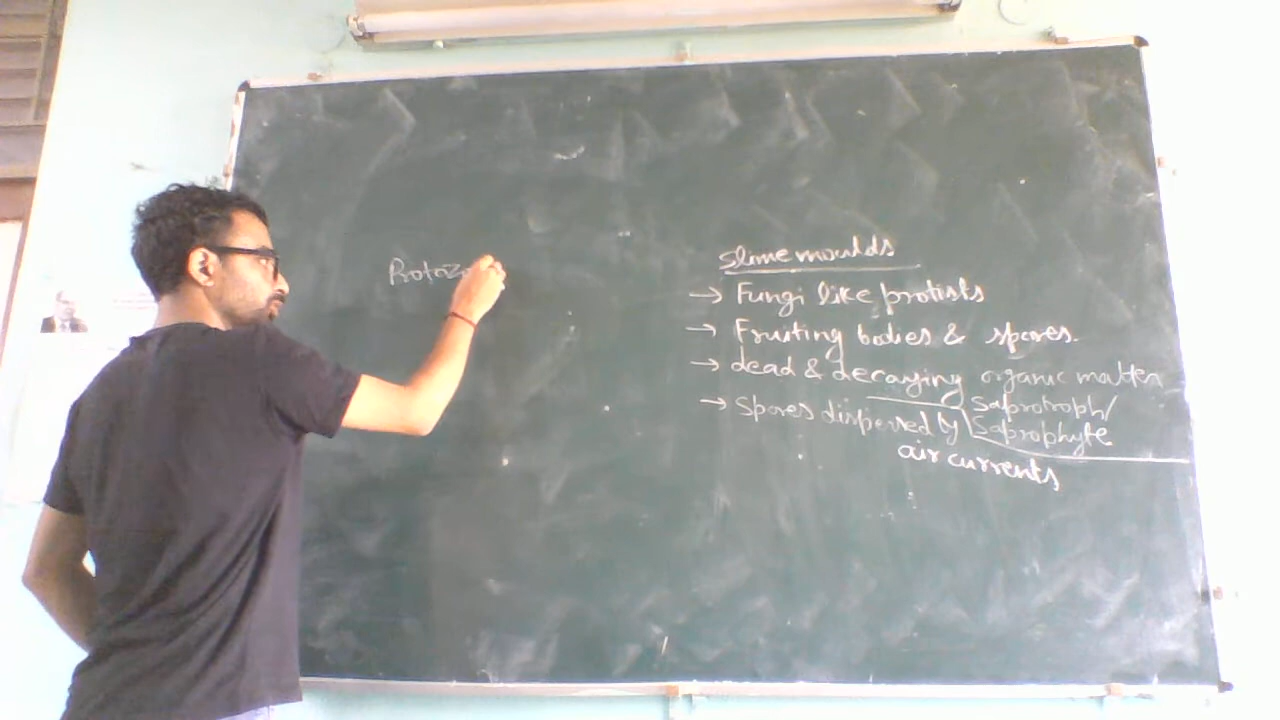 Protozo
Slime moulds
→ Fungi like protists
→ Fruiting bodies & spores.
→ dead & decaying organic matter
Saprotroph/
Saprophyte
→ Spores dispersed by
air currents